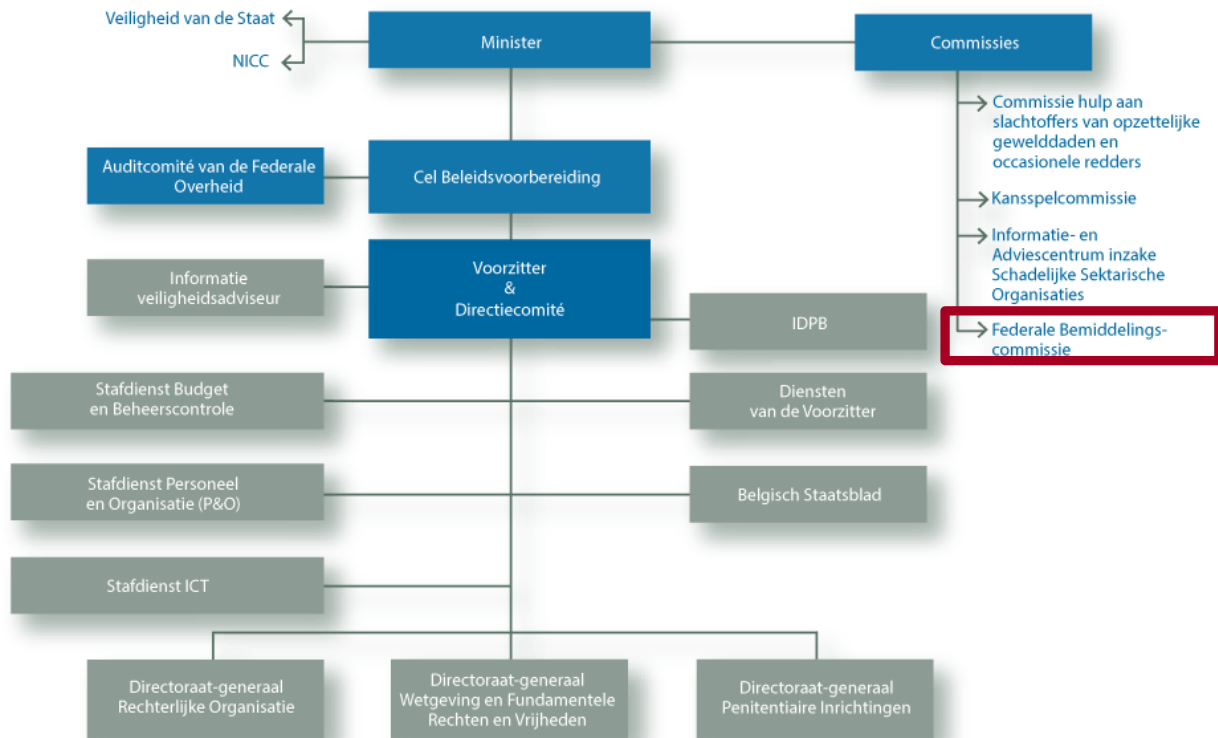 Veiligheid van de Staat
NICC
Minister
Commissies
Commissie hulp aan
slachtoffers van opzettelijke
gewelddaden en
occasionele redders
Kansspelcommissie
Informatie- en
Adviescentrum inzake
Schadelijke Sektarische
Organisaties
Federale Bemiddelings-
commissie
Auditcomité van de Federale
Overheid
Cel Beleidsvoorbereiding
Informatie
veiligheidsadviseur
Voorzitter
&
Directiecomité
IDPB
Stafdienst Budget
en Beheerscontrole
Diensten
van de Voorzitter
Stafdienst Personeel
en Organisatie (P&O)
Belgisch Staatsblad
Stafdienst ICT
Directoraat-generaal
Rechterlijke Organisatie
Directoraat-generaal
Wetgeving en Fundamentele
Rechten en Vrijheden
Directoraat-generaal
Penitentiaire Inrichtingen